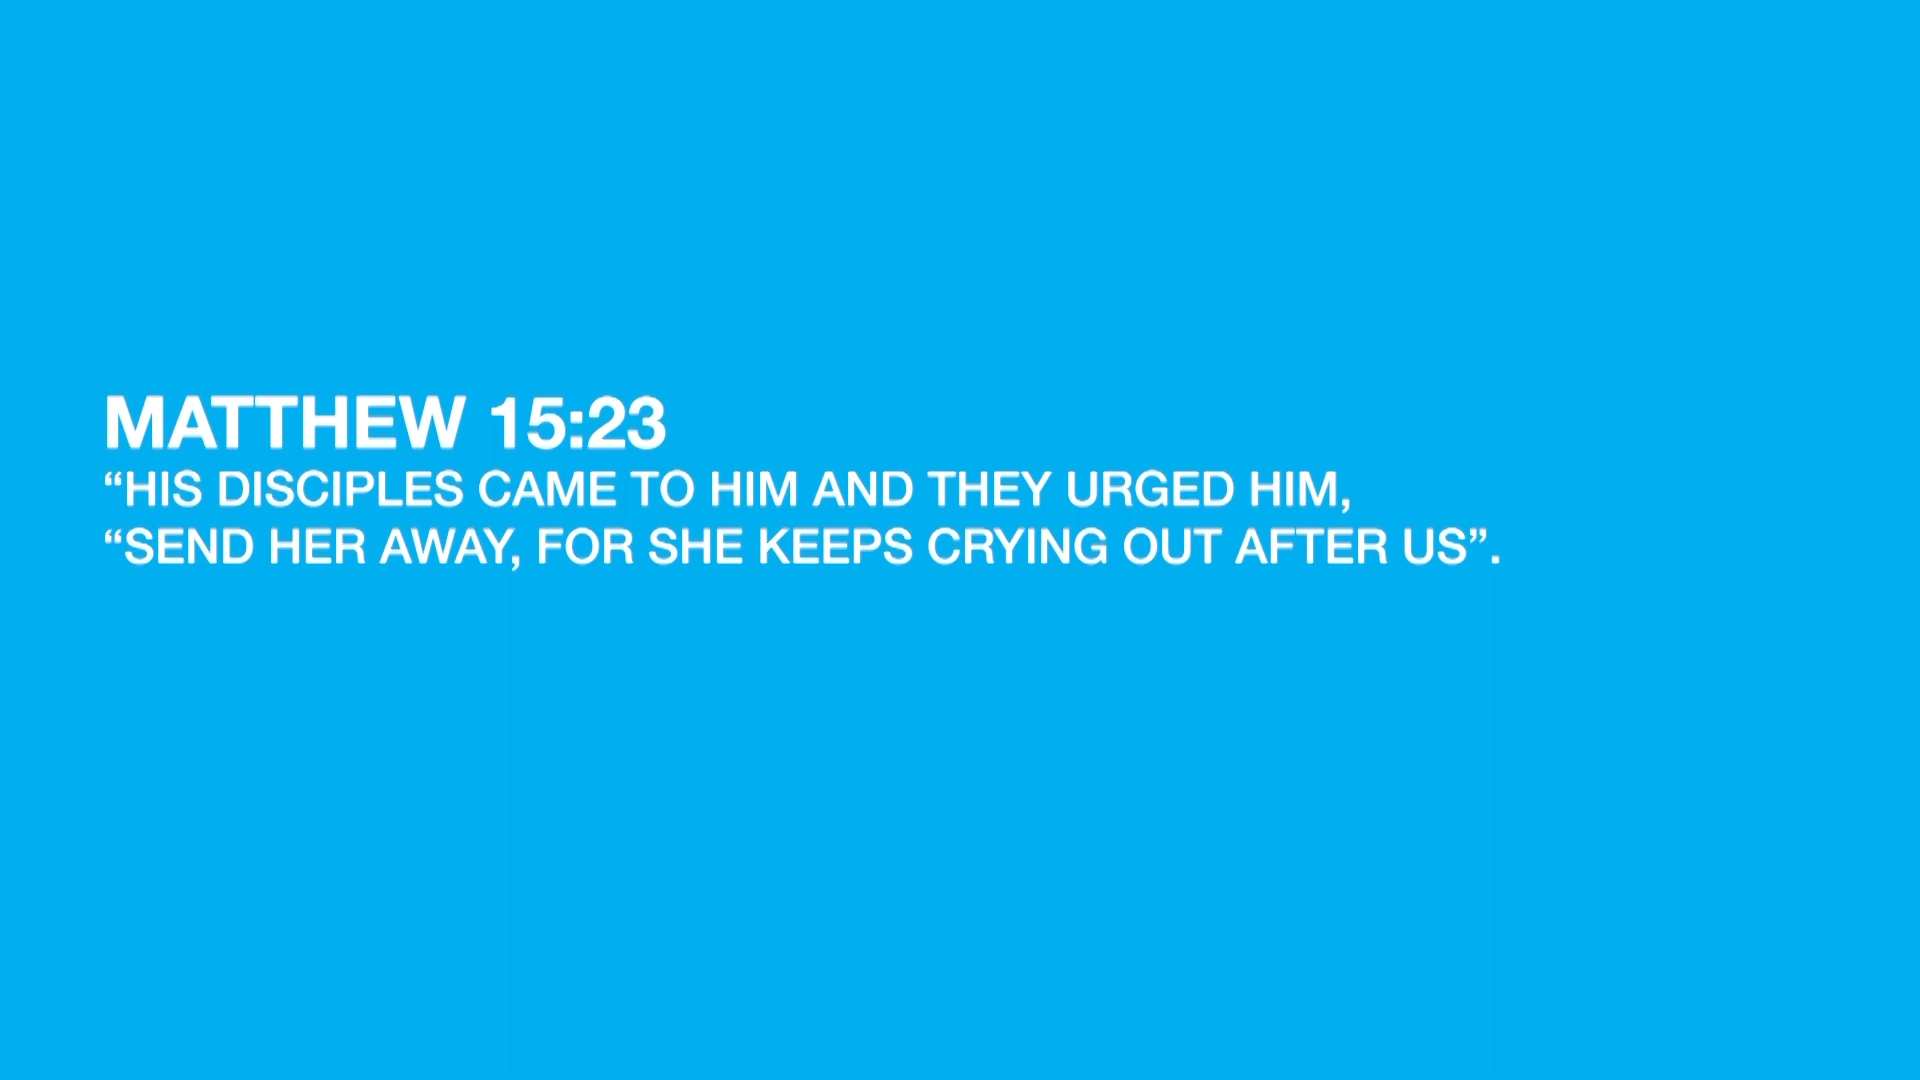 MATTHEW 15:23
“HIS DISCIPLES CAME TO HIM AND THEY URGED HIM,
“SEND HER AWAY, FOR SHE KEEPS CRYING OUT AFTER US”.